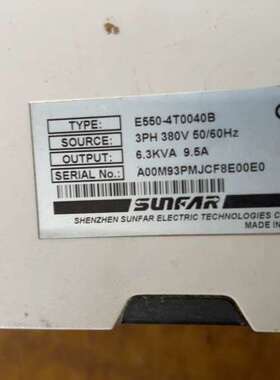 TYPE: E550-4T0040B
SOURCE: 3PH 380V 50/60Hz
OUTPUT: 6.3KVA 9.5A
SERIAL No.: A00M93PMJCF8E00E0
SUNFAR
SHENZHEN SUNFAR ELECTRIC TECHNOLOGIES CO
MADE IN